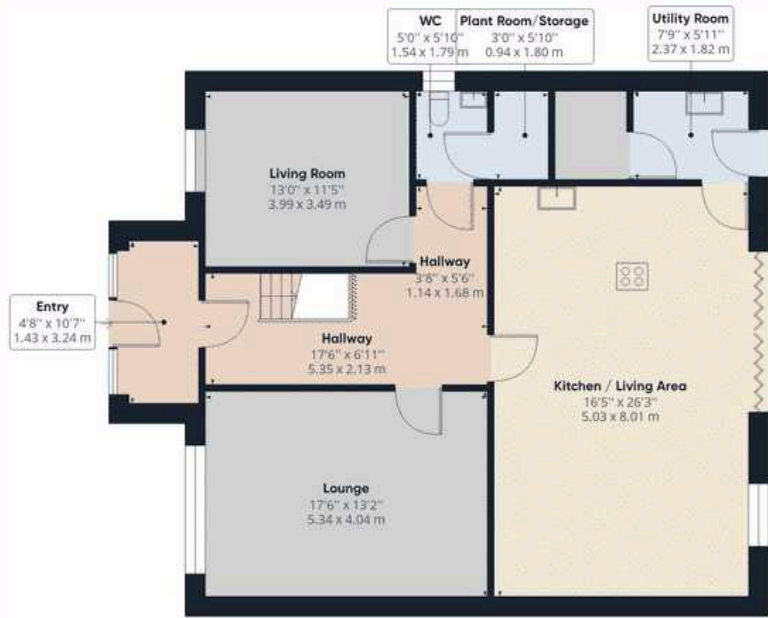 WC
5'0" x 5'10"
1.54 x 1.79 m
Plant Room/Storage
3'0" x 5'10"
0.94 x 1.80 m
Utility Room
7'9" x 5'11"
2.37 x 1.82 m
Living Room
13'0" x 11'5"
3.99 x 3.49 m
Hallway
3'8" x 5'6"
1.14 x 1.68 m
Entry
4'8" x 10'7"
1.43 x 3.24 m
Hallway
17'6" x 6'11"
5.35 x 2.13 m
Kitchen / Living Area
16'5" x 26'3"
5.03 x 8.01 m
Lounge
17'6" x 13'2"
5.34 x 4.04 m